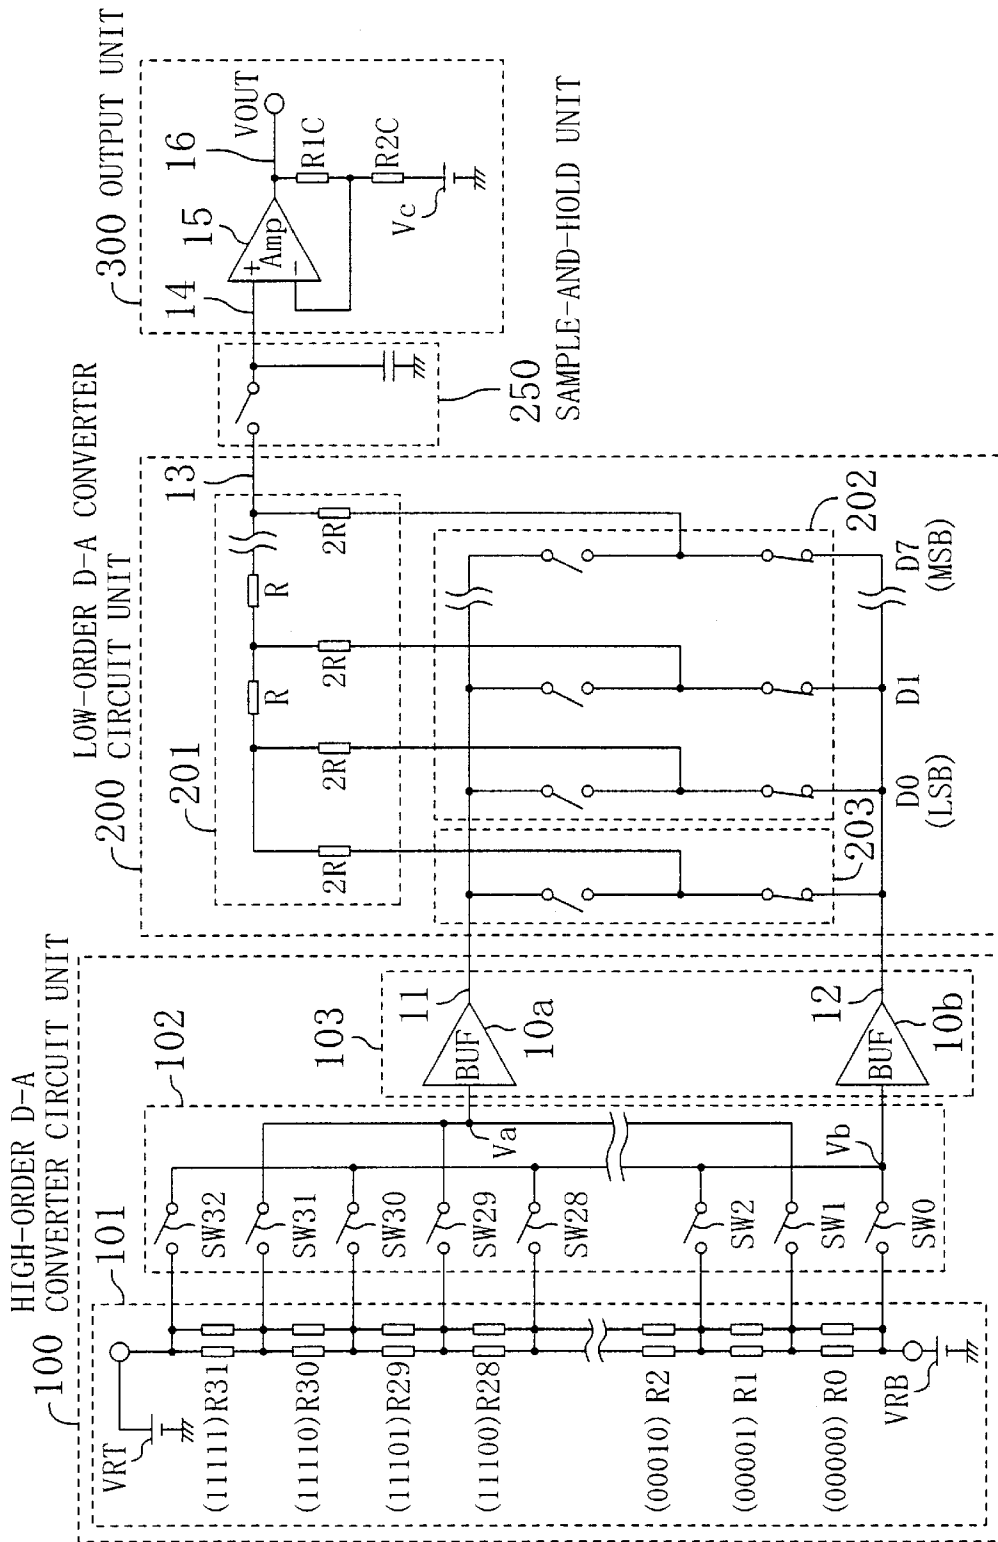 HIGH-ORDER D-A
100 CONVERTER CIRCUIT UNIT
101
VRT
(11111)R31
(11110)R30
(11101)R29
(11100)R28
(00010) R2
(00001) R1
(00000) R0
VRB
102
SW32
SW31
SW30
SW29
SW28
SW2
SW1
SW0
Va
Vb
103
BUF
10a
11
BUF
10b
12
LOW-ORDER D-A CONVERTER
200 CIRCUIT UNIT
201
2R
2R
2R
2R
R
R
13
202
203
D0
(LSB)
D1
D7
(MSB)
250
SAMPLE-AND-HOLD UNIT
300 OUTPUT UNIT
14
15
16
Amp
+
−
VOUT
R1C
R2C
Vc